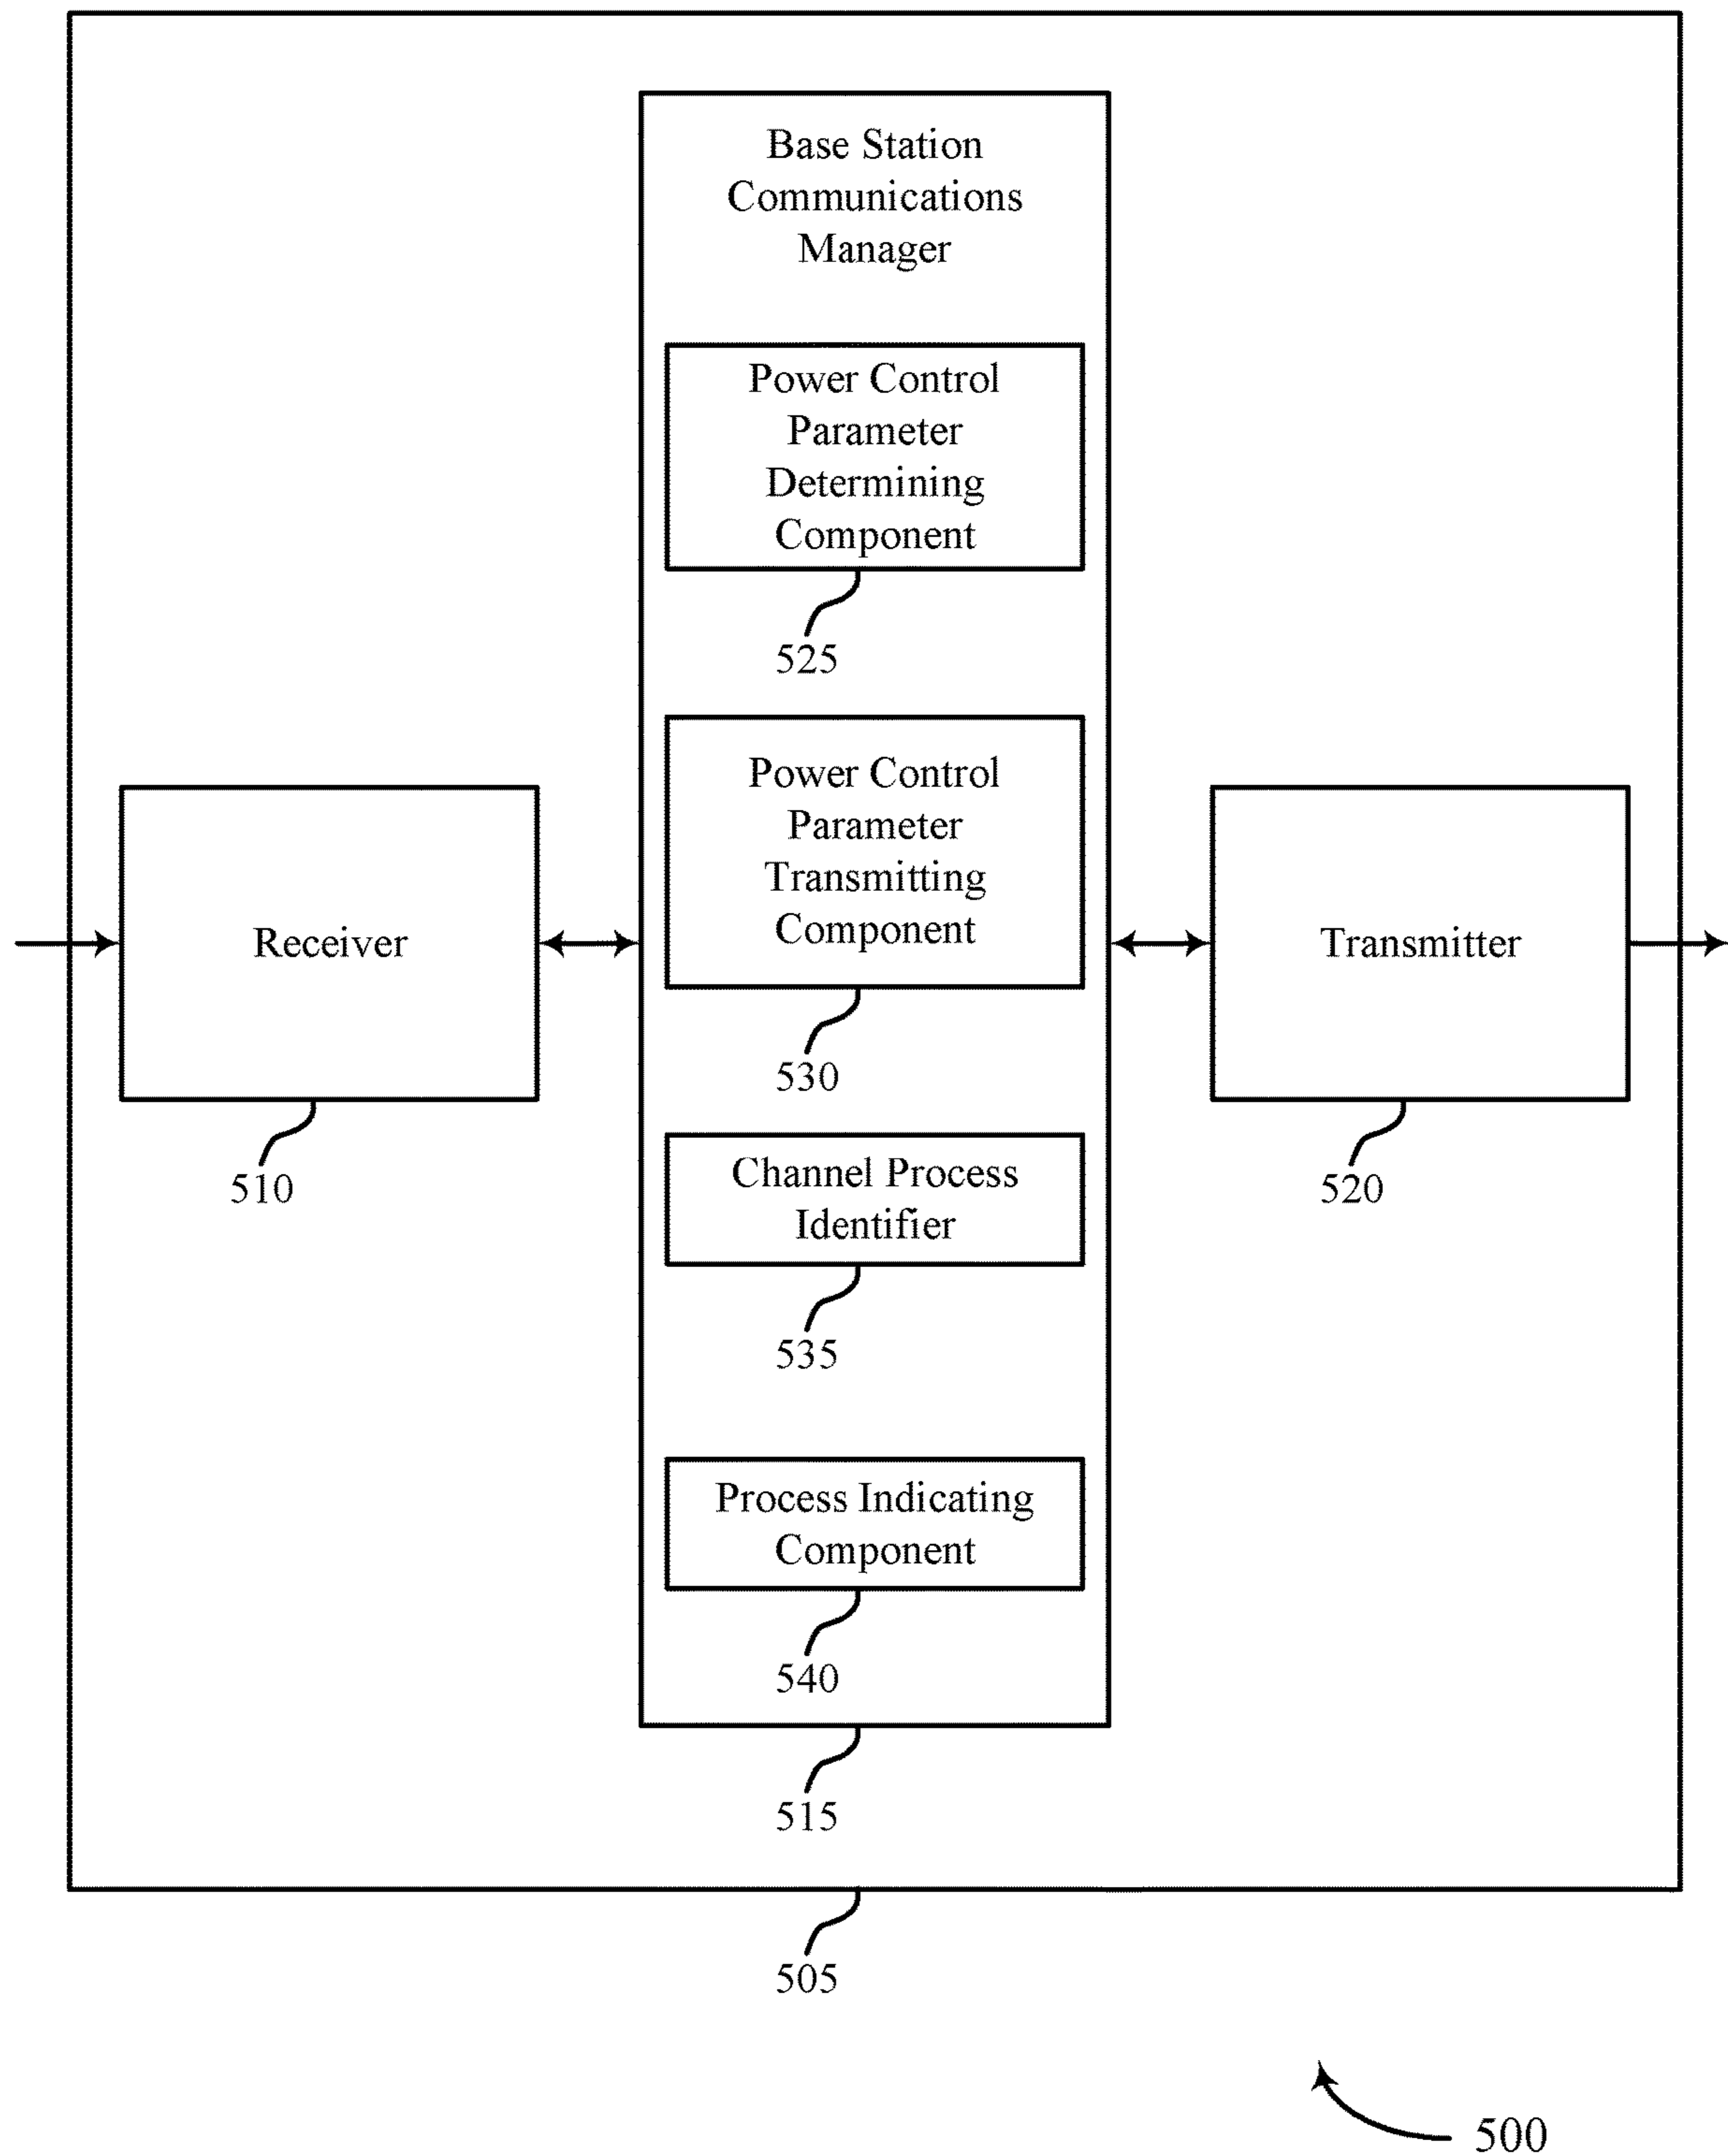 Base Station
Communications
Manager
Power Control
Parameter
Determining
Component
525
Power Control
Parameter
Transmitting
Component
530
Receiver
510
Transmitter
520
Channel Process
Identifier
535
Process Indicating
Component
540
515
505
500